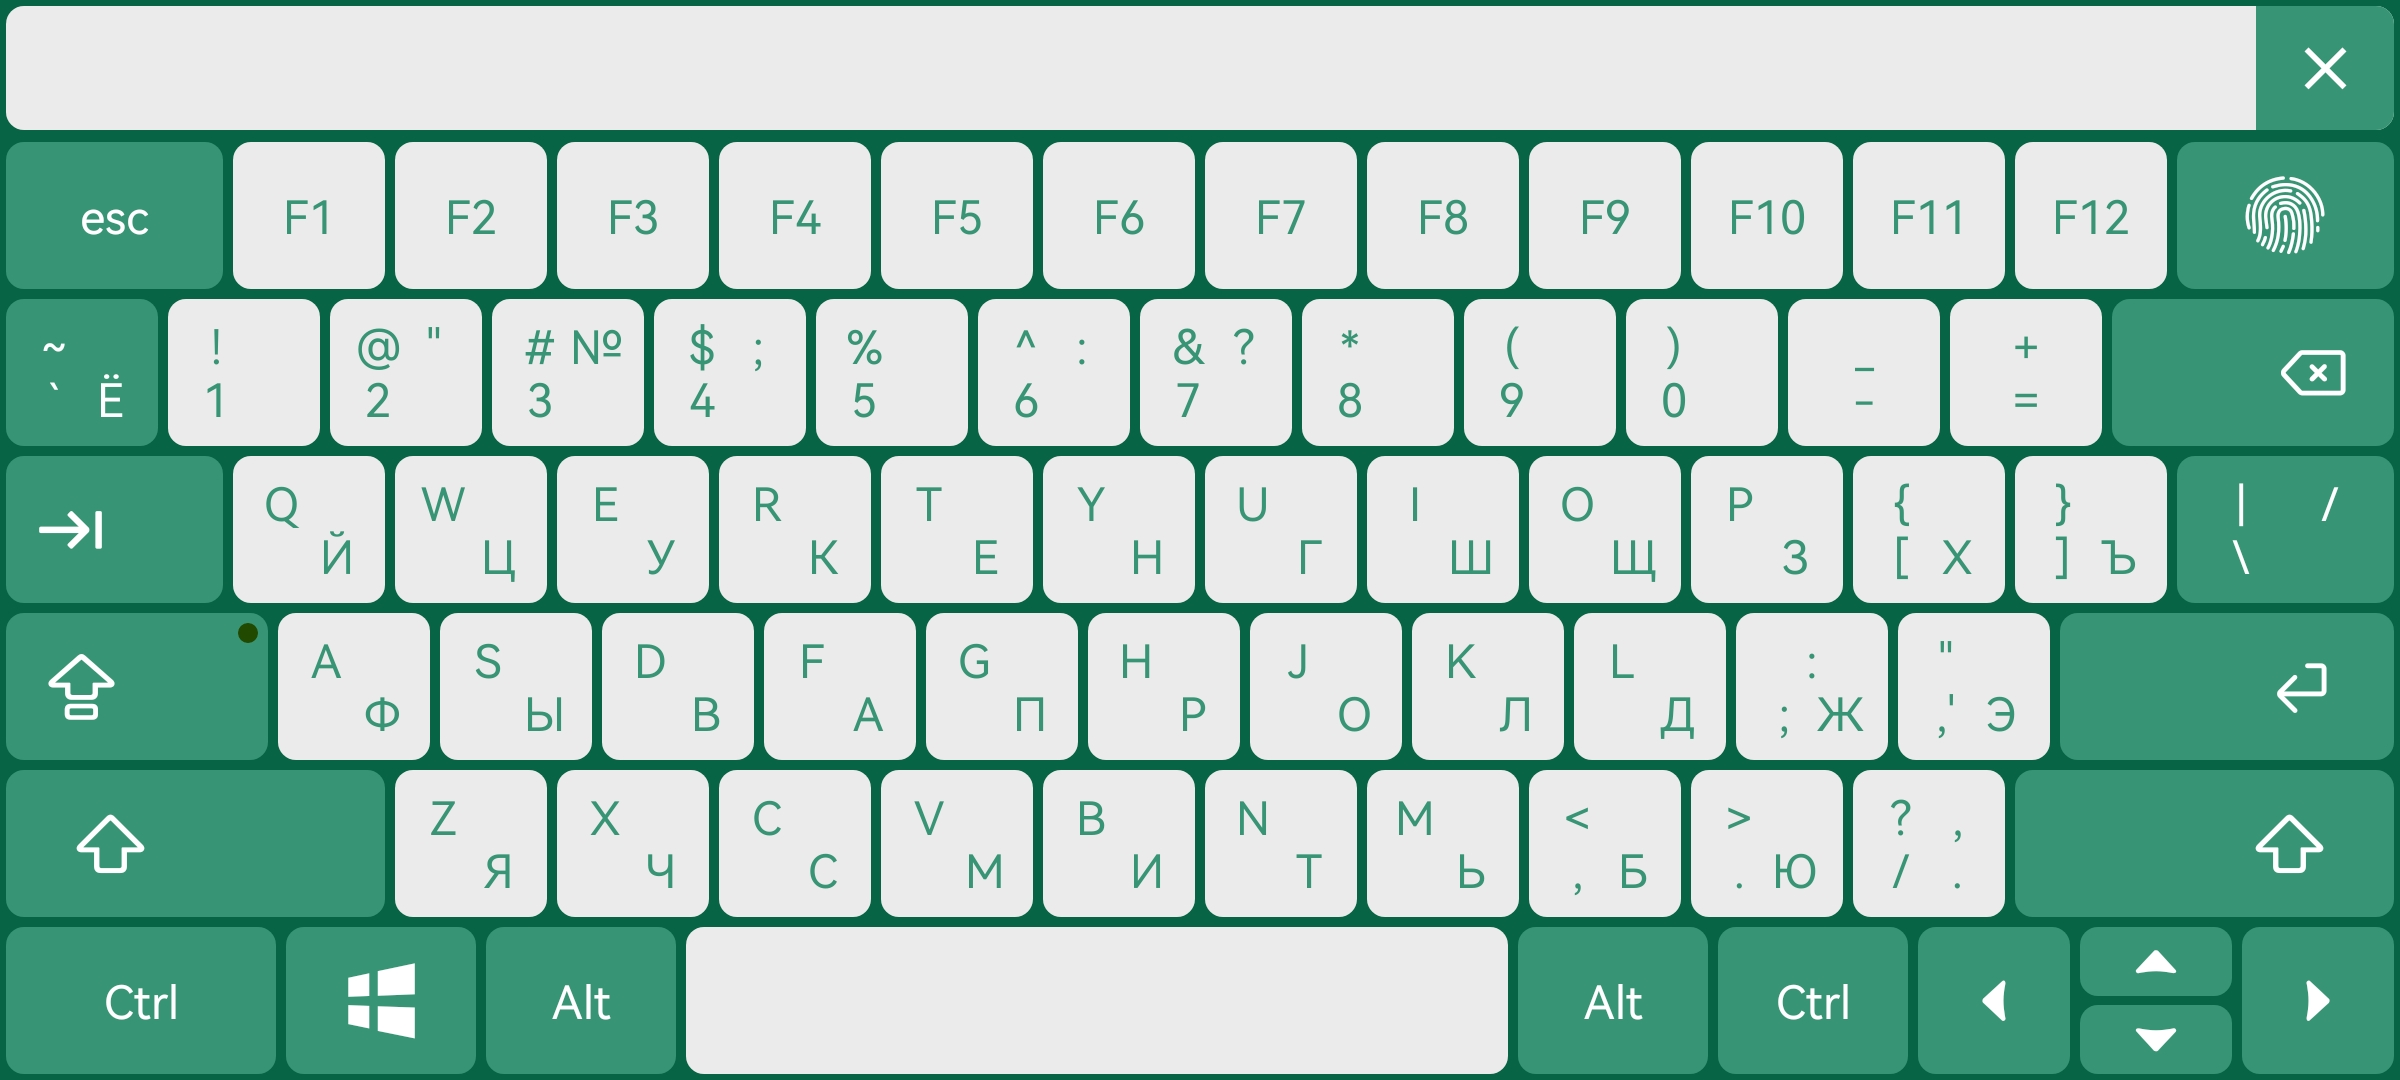 esc F1 F2 F3 F4 F5 F6 F7 F8 F9 F10 F11 F12
~ ! @ " # № $ ; % ^ : & ? * ( ) _ +
` Ё 1 2 3 4 5 6 7 8 9 0 - =
Q W E R T Y U I O P { } | /
Й Ц У К Е Н Г Ш Щ З [ Х ] Ъ \
A S D F G H J K L : "
Ф Ы В А П Р О Л Д ; Ж ,' Э
Z X C V B N M < > ? ,
Я Ч С М И Т Ь , Б . Ю / .
Ctrl Alt Alt Ctrl